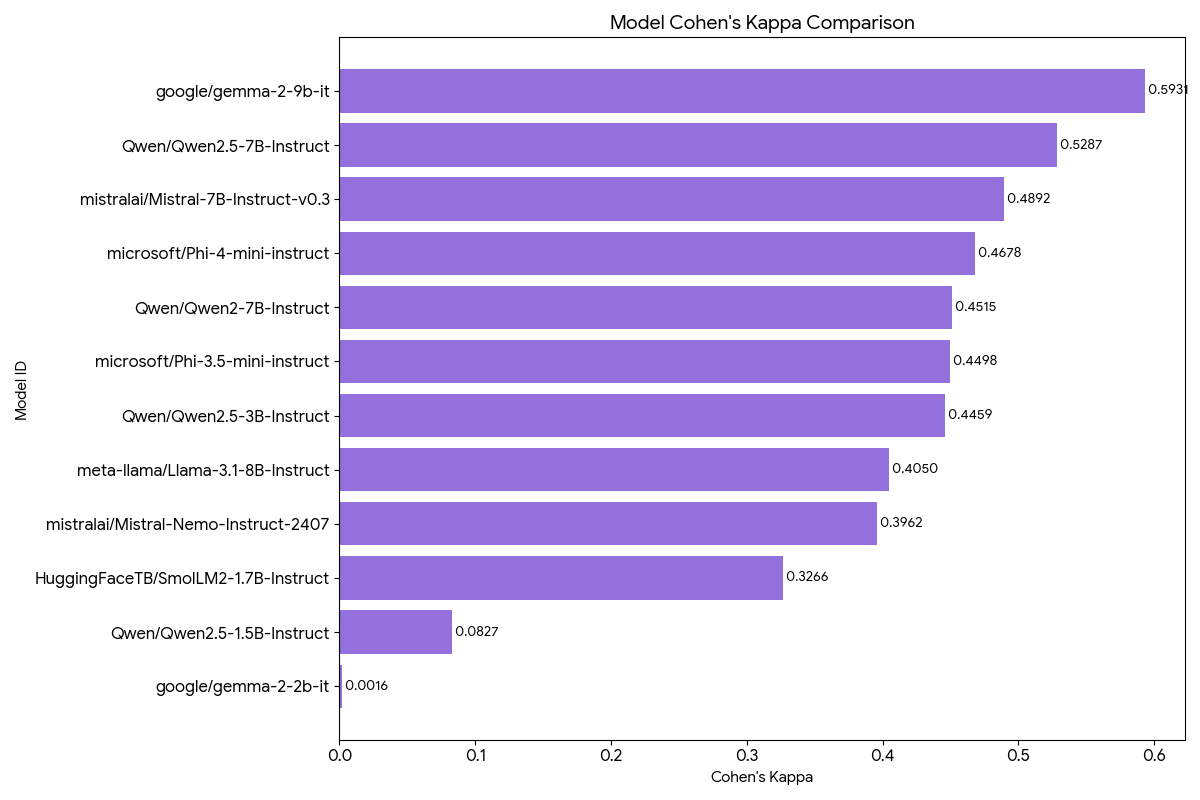 Model Cohen's Kappa Comparison
google/gemma-2-9b-it 0.5931
Qwen/Qwen2.5-7B-Instruct 0.5287
mistralai/Mistral-7B-Instruct-v0.3 0.4892
microsoft/Phi-4-mini-instruct 0.4678
Qwen/Qwen2-7B-Instruct 0.4515
microsoft/Phi-3.5-mini-instruct 0.4498
Qwen/Qwen2.5-3B-Instruct 0.4459
meta-llama/Llama-3.1-8B-Instruct 0.4050
mistralai/Mistral-Nemo-Instruct-2407 0.3962
HuggingFaceTB/SmolLM2-1.7B-Instruct 0.3266
Qwen/Qwen2.5-1.5B-Instruct 0.0827
google/gemma-2-2b-it 0.0016
Model ID
0.0 0.1 0.2 0.3 0.4 0.5 0.6
Cohen's Kappa